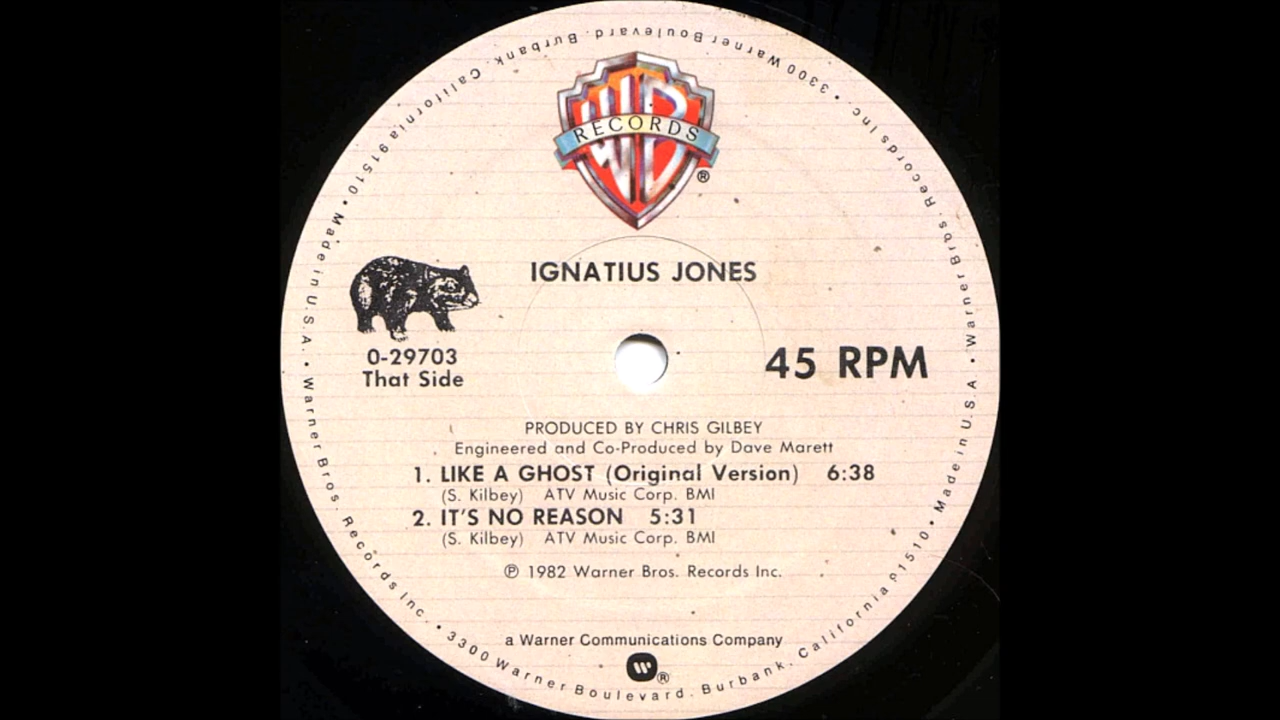 WB
RECORDS
®
IGNATIUS JONES
0-29703
That Side
45 RPM
PRODUCED BY CHRIS GILBEY
Engineered and Co-Produced by Dave Marett
1. LIKE A GHOST (Original Version) 6:38
(S. Kilbey) ATV Music Corp. BMI
2. IT'S NO REASON 5:31
(S. Kilbey) ATV Music Corp. BMI
℗ 1982 Warner Bros. Records Inc.
a Warner Communications Company
®
Warner Bros. Records Inc. • 3300 Warner Boulevard. Burbank. California 91510 • Made in U.S.A. • Warner Bros. Records Inc. • 3300 Warner Boulevard. Burbank. California 91510 • Made in U.S.A. •